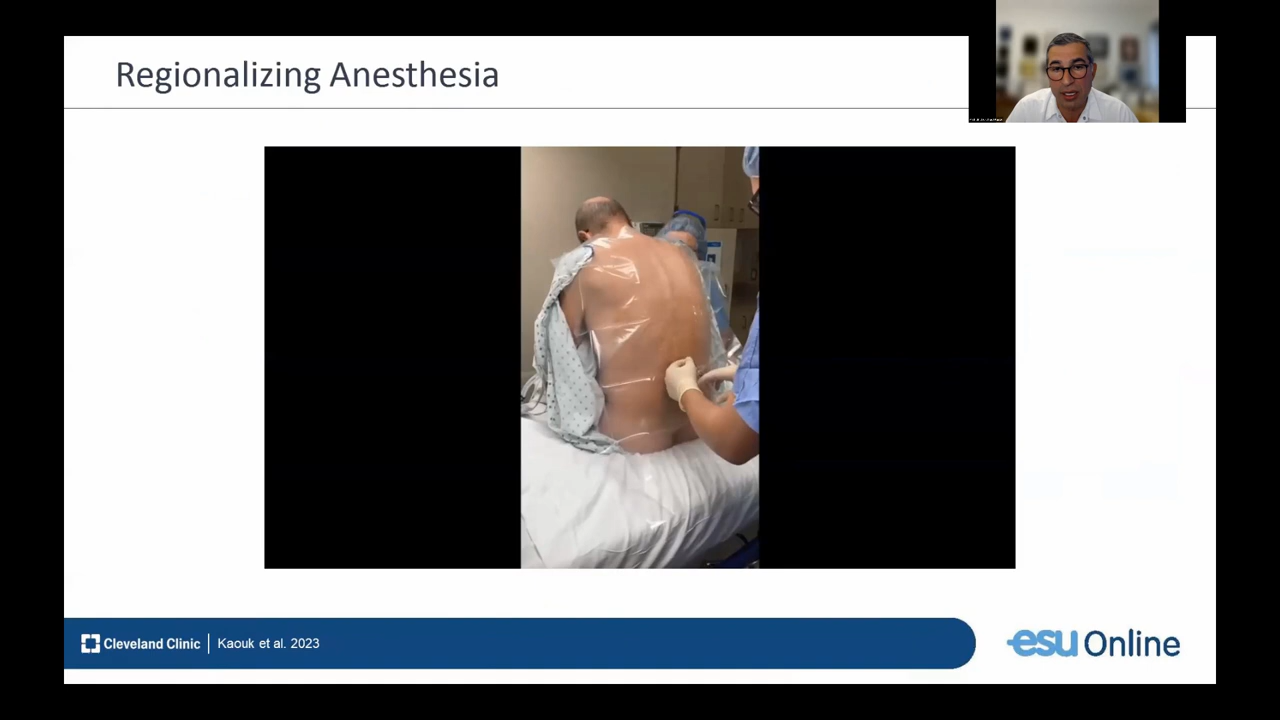 Regionalizing Anesthesia
Cleveland Clinic
Kaouk et al. 2023
esu Online